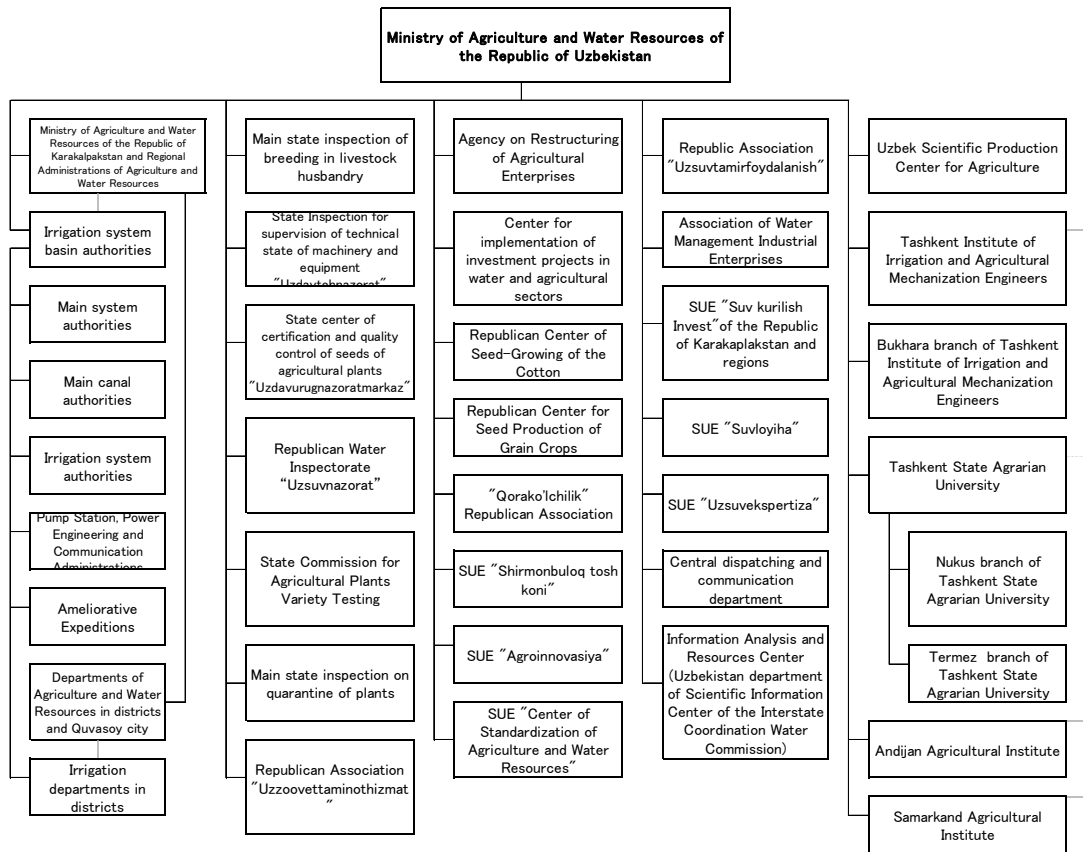 Ministry of Agriculture and Water Resources of
the Republic of Uzbekistan
Ministry of Agriculture and Water
Resources of the Republic of
Karakalpakstan and Regional
Administrations of Agriculture and
Water Resources
Irrigation system
basin authorities
Main system
authorities
Main canal
authorities
Irrigation system
authorities
Pump Station, Power
Engineering and
Communication
Administrations
Ameliorative
Expeditions
Departments of
Agriculture and Water
Resources in districts
and Quvasoy city
Irrigation
departments in
districts
Main state inspection of
breeding in livestock
husbandry
State Inspection for
supervision of technical
state of machinery and
equipment
"Uzdavtehnazorat"
State center of
certification and quality
control of seeds of
agricultural plants
"Uzdavurugnazoratmarkaz"
Republican Water
Inspectorate
“Uzsuvnazorat”
State Commission for
Agricultural Plants
Variety Testing
Main state inspection on
quarantine of plants
Republican Association
"Uzzoovettaminothizmat
"
Agency on Restructuring
of Agricultural
Enterprises
Center for
implementation of
investment projects in
water and agricultural
sectors
Republican Center of
Seed-Growing of the
Cotton
Republican Center for
Seed Production of
Grain Crops
"Qorako'lchilik"
Republican Association
SUE "Shirmonbuloq tosh
koni"
SUE "Agroinnovasiya"
SUE "Center of
Standardization of
Agriculture and Water
Resources"
Republic Association
"Uzsuvtamirfoydalanish"
Association of Water
Management Industrial
Enterprises
SUE "Suv kurilish
Invest"of the Republic
of Karakaplakstan and
regions
SUE "Suvloyiha"
SUE "Uzsuvekspertiza"
Central dispatching and
communication
department
Information Analysis and
Resources Center
(Uzbekistan department
of Scientific Information
Center of the Interstate
Coordination Water
Commission)
Uzbek Scientific Production
Center for Agriculture
Tashkent Institute of
Irrigation and Agricultural
Mechanization Engineers
Bukhara branch of Tashkent
Institute of Irrigation and
Agricultural Mechanization
Engineers
Tashkent State Agrarian
University
Nukus branch of
Tashkent State
Agrarian University
Termez branch of
Tashkent State
Agrarian University
Andijan Agricultural Institute
Samarkand Agricultural
Institute